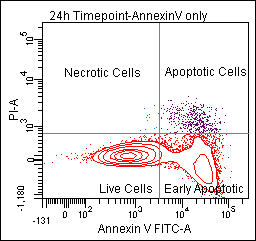 24h Timepoint-AnnexinV only
Necrotic Cells Apoptotic Cells
Live Cells Early Apoptotic
PI-A
10^5
10^4
10^3
0
-1,180
-131 0 10^2 10^3 10^4 10^5
Annexin V FITC-A